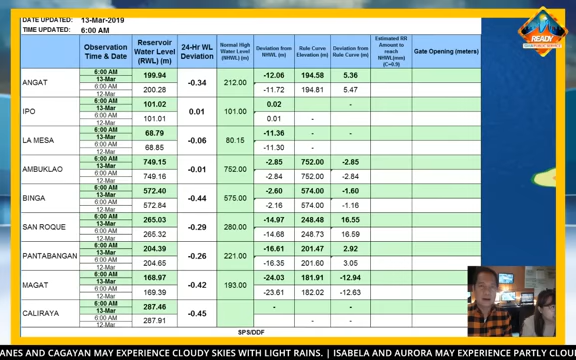 DATE UPDATED: 13-Mar-2019
TIME UPDATED: 6:00 AM
READY
Observation Time & Date
Reservoir Water Level (RWL) (m)
24-Hr WL Deviation
Normal High Water Level (NHWL) (m)
Deviation from NHWL (m)
Rule Curve Elevation (m)
Deviation from Rule Curve (m)
Estimated RR Amount to reach NHWL(mm) (C=0.9)
Gate Opening (meters)
ANGAT 6:00 AM 13-Mar 199.94 -0.34 212.00 -12.06 194.58 5.36
6:00 AM 12-Mar 200.28 -11.72 194.81 5.47
IPO 6:00 AM 13-Mar 101.02 0.01 101.00 0.02 -
6:00 AM 12-Mar 101.01 0.01 -
LA MESA 6:00 AM 13-Mar 68.79 -0.06 80.15 -11.36
6:00 AM 12-Mar 68.85 -11.30 -
AMBUKLAO 6:00 AM 13-Mar 749.15 -0.01 752.00 -2.85 752.00 -2.85
6:00 AM 12-Mar 749.16 -2.84 752.00 -2.84
BINGA 6:00 AM 13-Mar 572.40 -0.44 575.00 -2.60 574.00 -1.60
6:00 AM 12-Mar 572.84 -2.16 574.00 -1.16
SAN ROQUE 6:00 AM 13-Mar 265.03 -0.29 280.00 -14.97 248.48 16.55
6:00 AM 12-Mar 265.32 -14.68 248.73 16.59
PANTABANGAN 6:00 AM 13-Mar 204.39 -0.26 221.00 -16.61 201.47 2.92
6:00 AM 12-Mar 204.65 -16.35 201.60 3.05
MAGAT 6:00 AM 13-Mar 168.97 -0.42 193.00 -24.03 181.91 -12.94
6:00 AM 12-Mar 169.39 -23.61 182.02 -12.63
CALIRAYA 6:00 AM 13-Mar 287.46 -0.45 - -
6:00 AM 12-Mar 287.91 - -
SPS/DDF
ANES AND CAGAYAN MAY EXPERIENCE CLOUDY SKIES WITH LIGHT RAINS. | ISABELA AND AURORA MAY EXPERIENCE PARTLY CLOUD